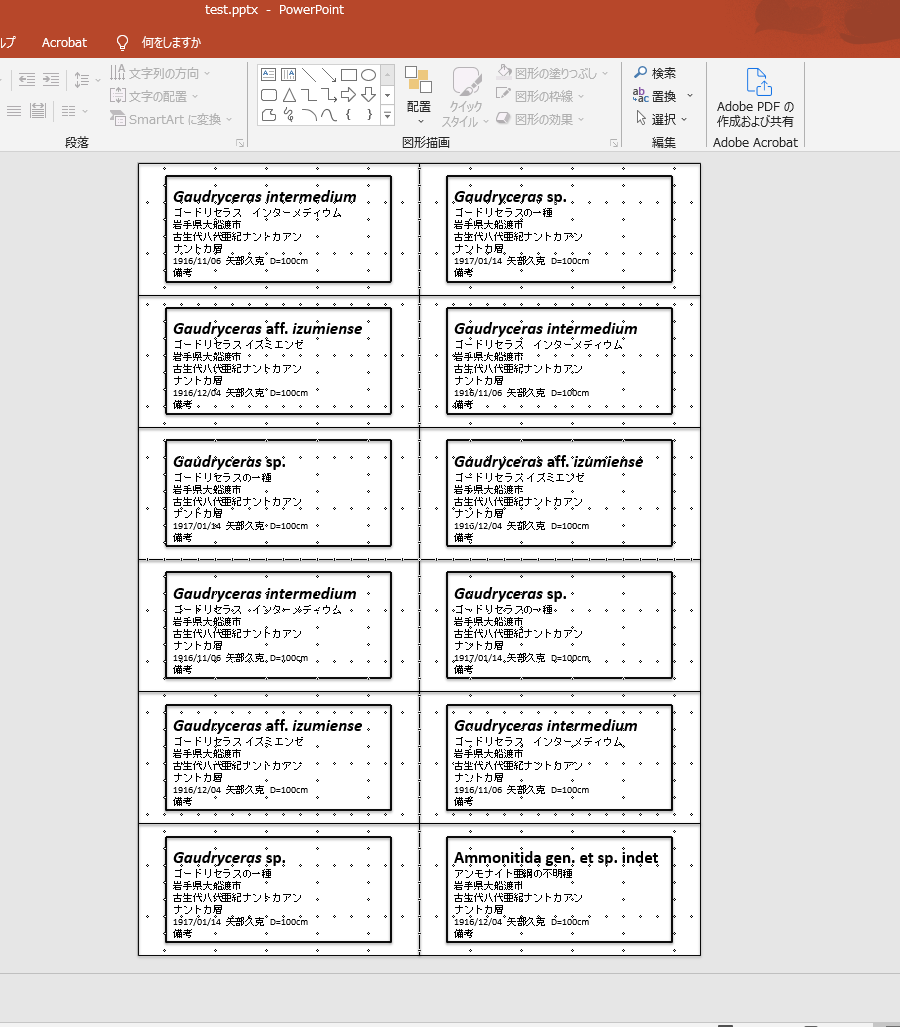 test.pptx - PowerPoint
ルプ Acrobat 何をしますか
文字列の方向
文字の配置
SmartArt に変換
段落
配置
クイック
スタイル
図形の塗りつぶし
図形の枠線
図形の効果
図形描画
検索
置換
選択
編集
Adobe PDF の
作成および共有
Adobe Acrobat
Gaudryceras intermedium
ゴードリセラス インターメディウム
岩手県大船渡市
古生代八代亜紀ナントカアン
ナントカ層
1916/11/06 矢部久克 D=100cm
備考
Gaudryceras sp.
ゴードリセラスの一種
岩手県大船渡市
古生代八代亜紀ナントカアン
ナントカ層
1917/01/14 矢部久克 D=100cm
備考
Gaudryceras aff. izumiense
ゴードリセラス イズミエンゼ
岩手県大船渡市
古生代八代亜紀ナントカアン
ナントカ層
1916/12/04 矢部久克 D=100cm
備考
Gaudryceras intermedium
ゴードリセラス インターメディウム
岩手県大船渡市
古生代八代亜紀ナントカアン
ナントカ層
1916/11/06 矢部久克 D=100cm
備考
Gaudryceras sp.
ゴードリセラスの一種
岩手県大船渡市
古生代八代亜紀ナントカアン
ナントカ層
1917/01/14 矢部久克 D=100cm
備考
Gaudryceras aff. izumiense
ゴードリセラス イズミエンゼ
岩手県大船渡市
古生代八代亜紀ナントカアン
ナントカ層
1916/12/04 矢部久克 D=100cm
備考
Gaudryceras intermedium
ゴードリセラス インターメディウム
岩手県大船渡市
古生代八代亜紀ナントカアン
ナントカ層
1916/11/06 矢部久克 D=100cm
備考
Gaudryceras sp.
ゴードリセラスの一種
岩手県大船渡市
古生代八代亜紀ナントカアン
ナントカ層
1917/01/14 矢部久克 D=100cm
備考
Gaudryceras aff. izumiense
ゴードリセラス イズミエンゼ
岩手県大船渡市
古生代八代亜紀ナントカアン
ナントカ層
1916/12/04 矢部久克 D=100cm
備考
Gaudryceras intermedium
ゴードリセラス インターメディウム
岩手県大船渡市
古生代八代亜紀ナントカアン
ナントカ層
1916/11/06 矢部久克 D=100cm
備考
Gaudryceras sp.
ゴードリセラスの一種
岩手県大船渡市
古生代八代亜紀ナントカアン
ナントカ層
1917/01/14 矢部久克 D=100cm
備考
Ammonitida gen. et sp. indet
アンモナイト亜綱の不明種
岩手県大船渡市
古生代八代亜紀ナントカアン
ナントカ層
1916/12/04 矢部久克 D=100cm
備考